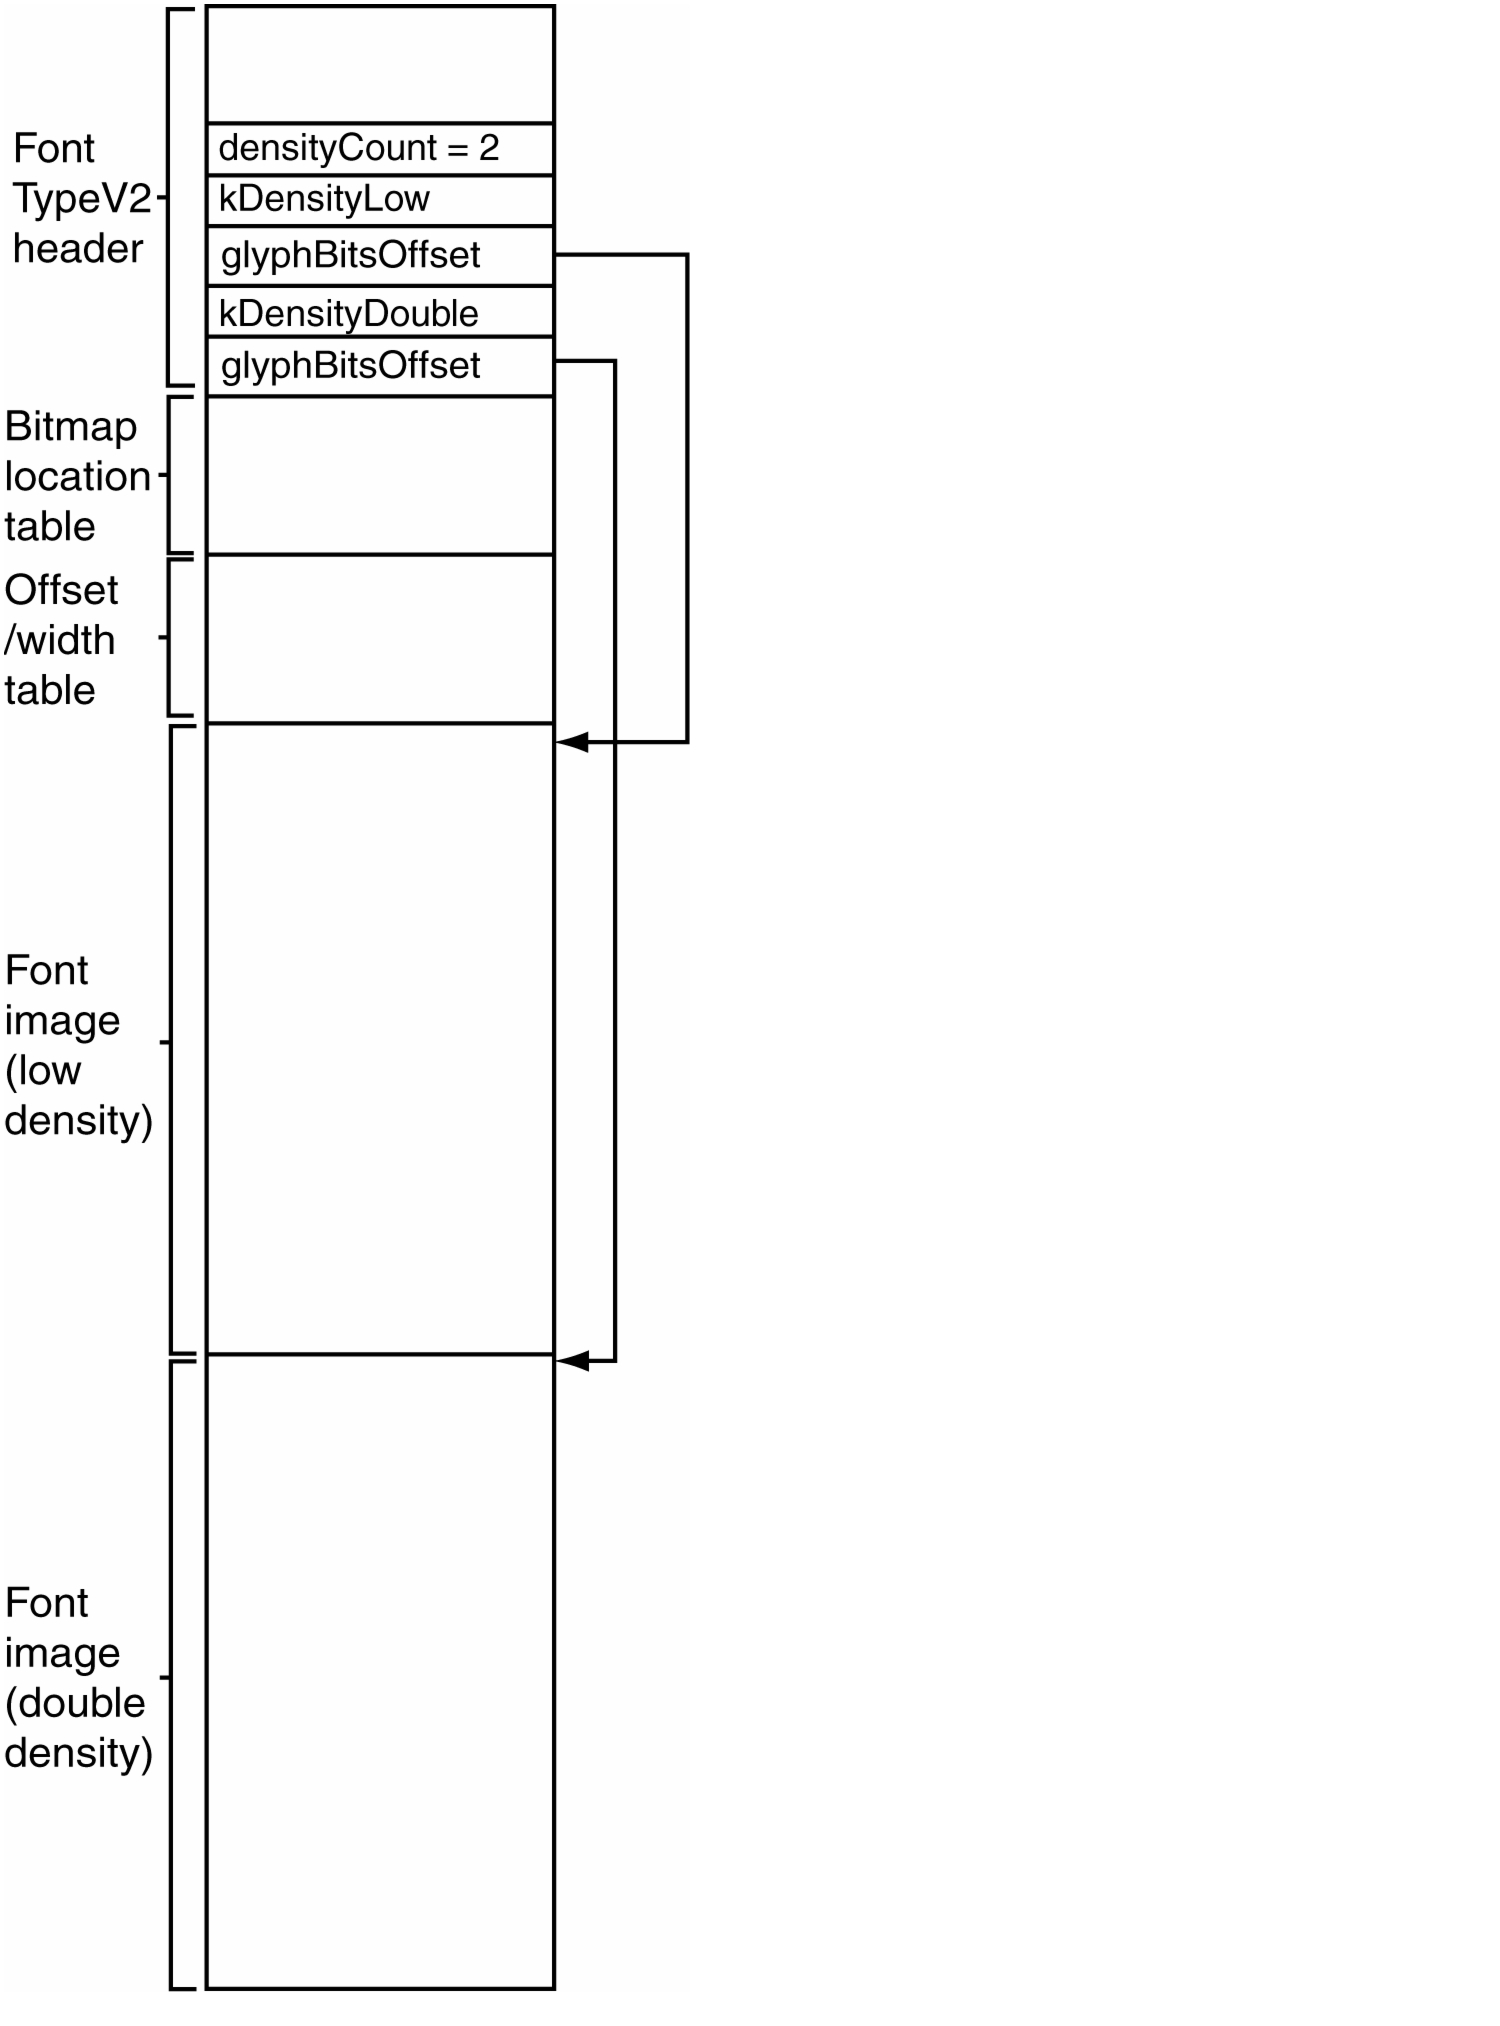 Font
TypeV2
header
densityCount = 2
kDensityLow
glyphBitsOffset
kDensityDouble
glyphBitsOffset
Bitmap
location
table
Offset
/width
table
Font
image
(low
density)
Font
image
(double
density)